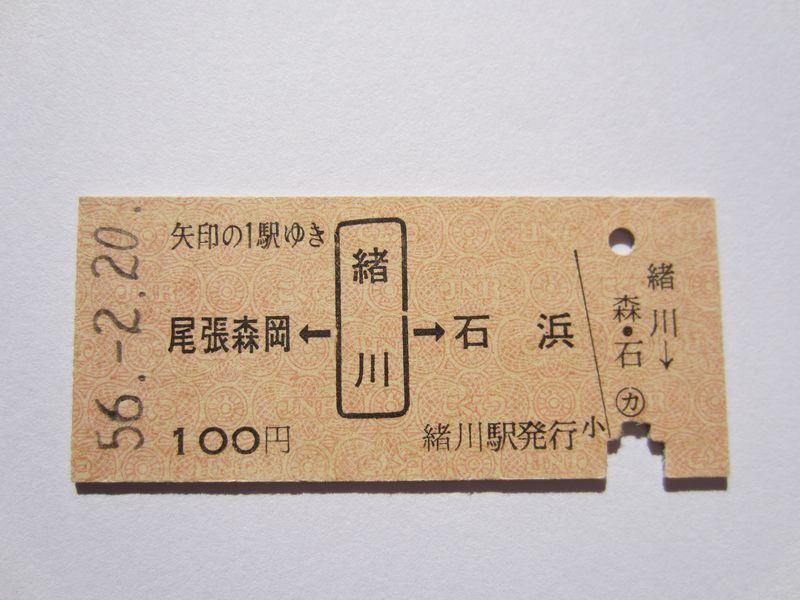 56.-2.20.
矢印の1駅ゆき
緒川
尾張森岡← →石浜
100円
緒川駅発行
小
緒川↓
森・石
カ